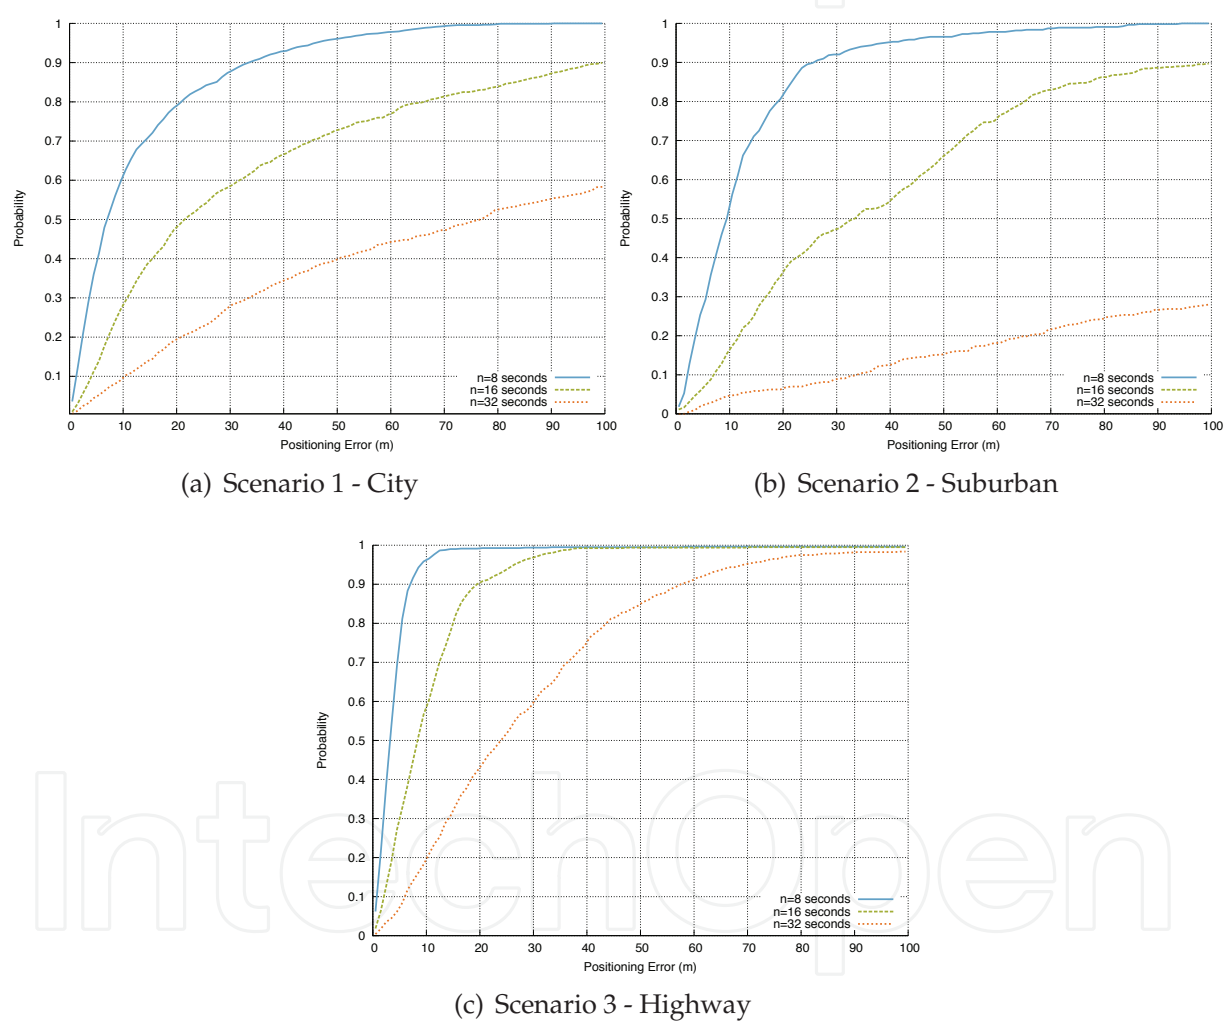 1
0.9
0.8
0.7
0.6
0.5
0.4
0.3
0.2
0.1
Probability
n=8 seconds
n=16 seconds
n=32 seconds
0 10 20 30 40 50 60 70 80 90 100
Positioning Error (m)
(a) Scenario 1 - City
1
0.9
0.8
0.7
0.6
0.5
0.4
0.3
0.2
0.1
0
Probability
n=8 seconds
n=16 seconds
n=32 seconds
0 10 20 30 40 50 60 70 80 90 100
Positioning Error (m)
(b) Scenario 2 - Suburban
1
0.9
0.8
0.7
0.6
0.5
0.4
0.3
0.2
0.1
0
Probability
n=8 seconds
n=16 seconds
n=32 seconds
0 10 20 30 40 50 60 70 80 90 100
Positioning Error (m)
(c) Scenario 3 - Highway
IntechOpen